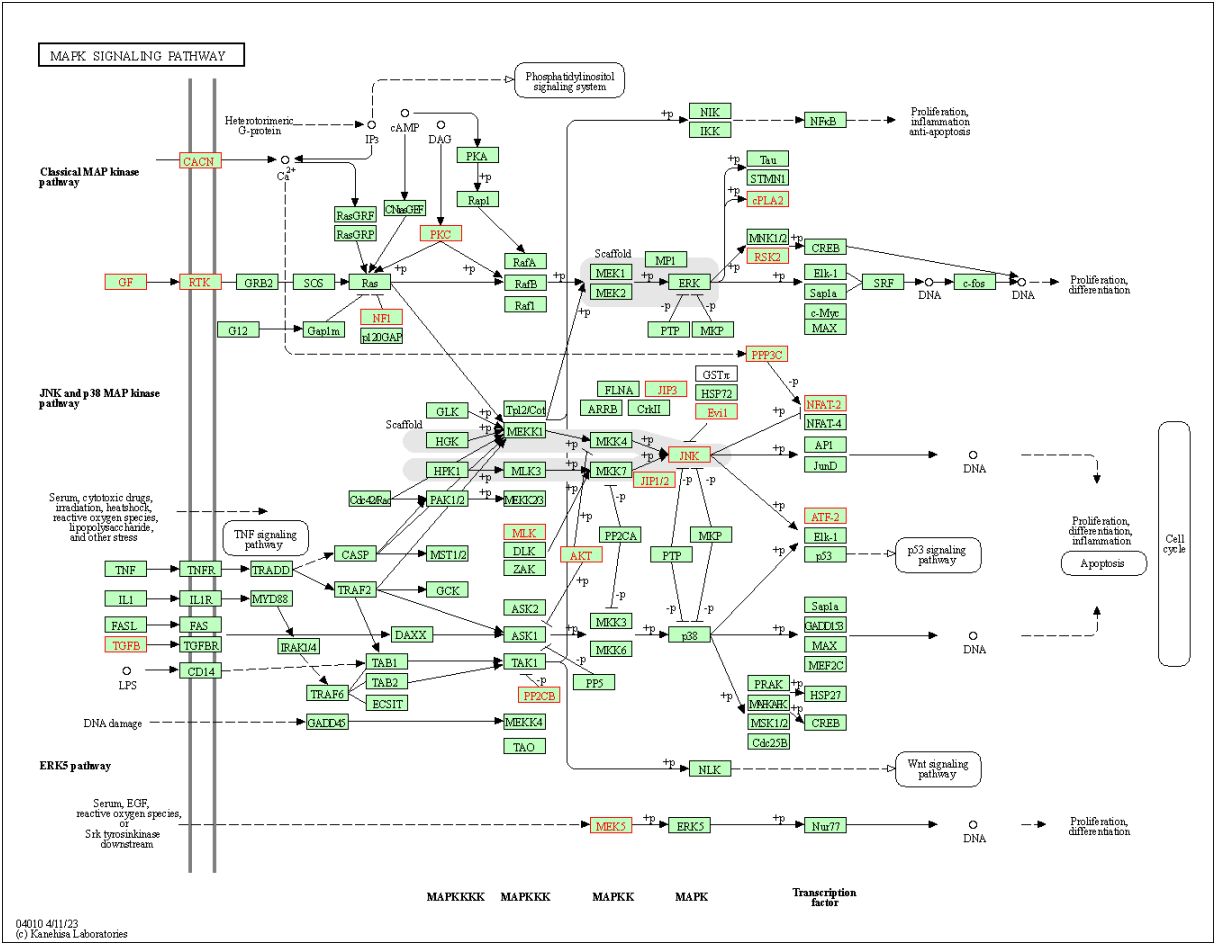 MAPK SIGNALING PATHWAY
Phosphatidylinositol
signaling system
Heterotorimeric
G-protein
IP3
cAMP
DAG
+p
NIK
IKK
NFκB
Proliferation,
inflammation
anti-apoptosis
Classical MAP kinase
pathway
CACN
Ca2+
PKA
+p
Rap1
RasGRF
RasGRP
CNrasGEF
PKC
+p
Tau
STMN1
+p
cPLA2
Scaffold
MP1
MNK1/2
+p
CREB
RSK2
+p
GF
RTK
GRB2
SOS
Ras
+p
+p
RafA
RafB
Raf1
+p
MEK1
MEK2
+p
ERK
+p
Elk-1
Sap1a
c-Myc
MAX
SRF
DNA
c-fos
DNA
Proliferation,
differentiation
G12
Gap1m
NF1
p120GAP
-p
-p
PTP
MKP
PPP3C
-p
JNK and p38 MAP kinase
pathway
GSTπ
HSP72
Evi1
FLNA
JIP3
ARRB
CrkII
NFAT-2
NFAT-4
+p
Scaffold
GLK
+p
Tpl2/Cot
HGK
+p
MEKK1
+p
MKK4
+p
JNK
AP1
JunD
+p
DNA
HPK1
+p
MLK3
+p
MKK7
+p
JIP1/2
Cdc42/Rac
PAK1/2
+p
MEKK2/3
Serum, cytotoxic drugs,
irradiation, heatshock,
reactive oxygen species,
lipopolysaccharide,
and other stress
TNF signaling
pathway
CASP
MST1/2
MLK
DLK
ZAK
+p
AKT
+p
-p
PP2CA
-p
-p
-p
PTP
MKP
-p
-p
+p
ATF-2
Elk-1
p53
+p
p53 signaling
pathway
Proliferation,
differentiation,
inflammation
Apoptosis
Cell
cycle
TNF
TNFR
TRADD
TRAF2
GCK
IL1
IL1R
MYD88
ASK2
ASK1
+p
MKK3
MKK6
+p
p38
+p
Sap1a
GADD153
MAX
MEF2C
DNA
FASL
FAS
DAXX
TGFB
TGFBR
IRAK1/4
LPS
CD14
TAB1
TAB2
ECSIT
TRAF6
TAK1
-p
PP5
-p
PP2CB
+p
PRAK
+p
HSP27
MAPKAPK
+p
MSK1/2
CREB
Cdc25B
DNA damage
GADD45
MEKK4
TAO
ERK5 pathway
+p
NLK
Wnt signaling
pathway
Serum, EGF,
reactive oxygen species,
or
Srk tyrosinkinase
downstream
MEK5
+p
ERK5
+p
Nur77
DNA
Proliferation,
differentiation
MAPKKKK
MAPKKK
MAPKK
MAPK
Transcription
factor
04010 4/11/23
(c) Kanehisa Laboratories